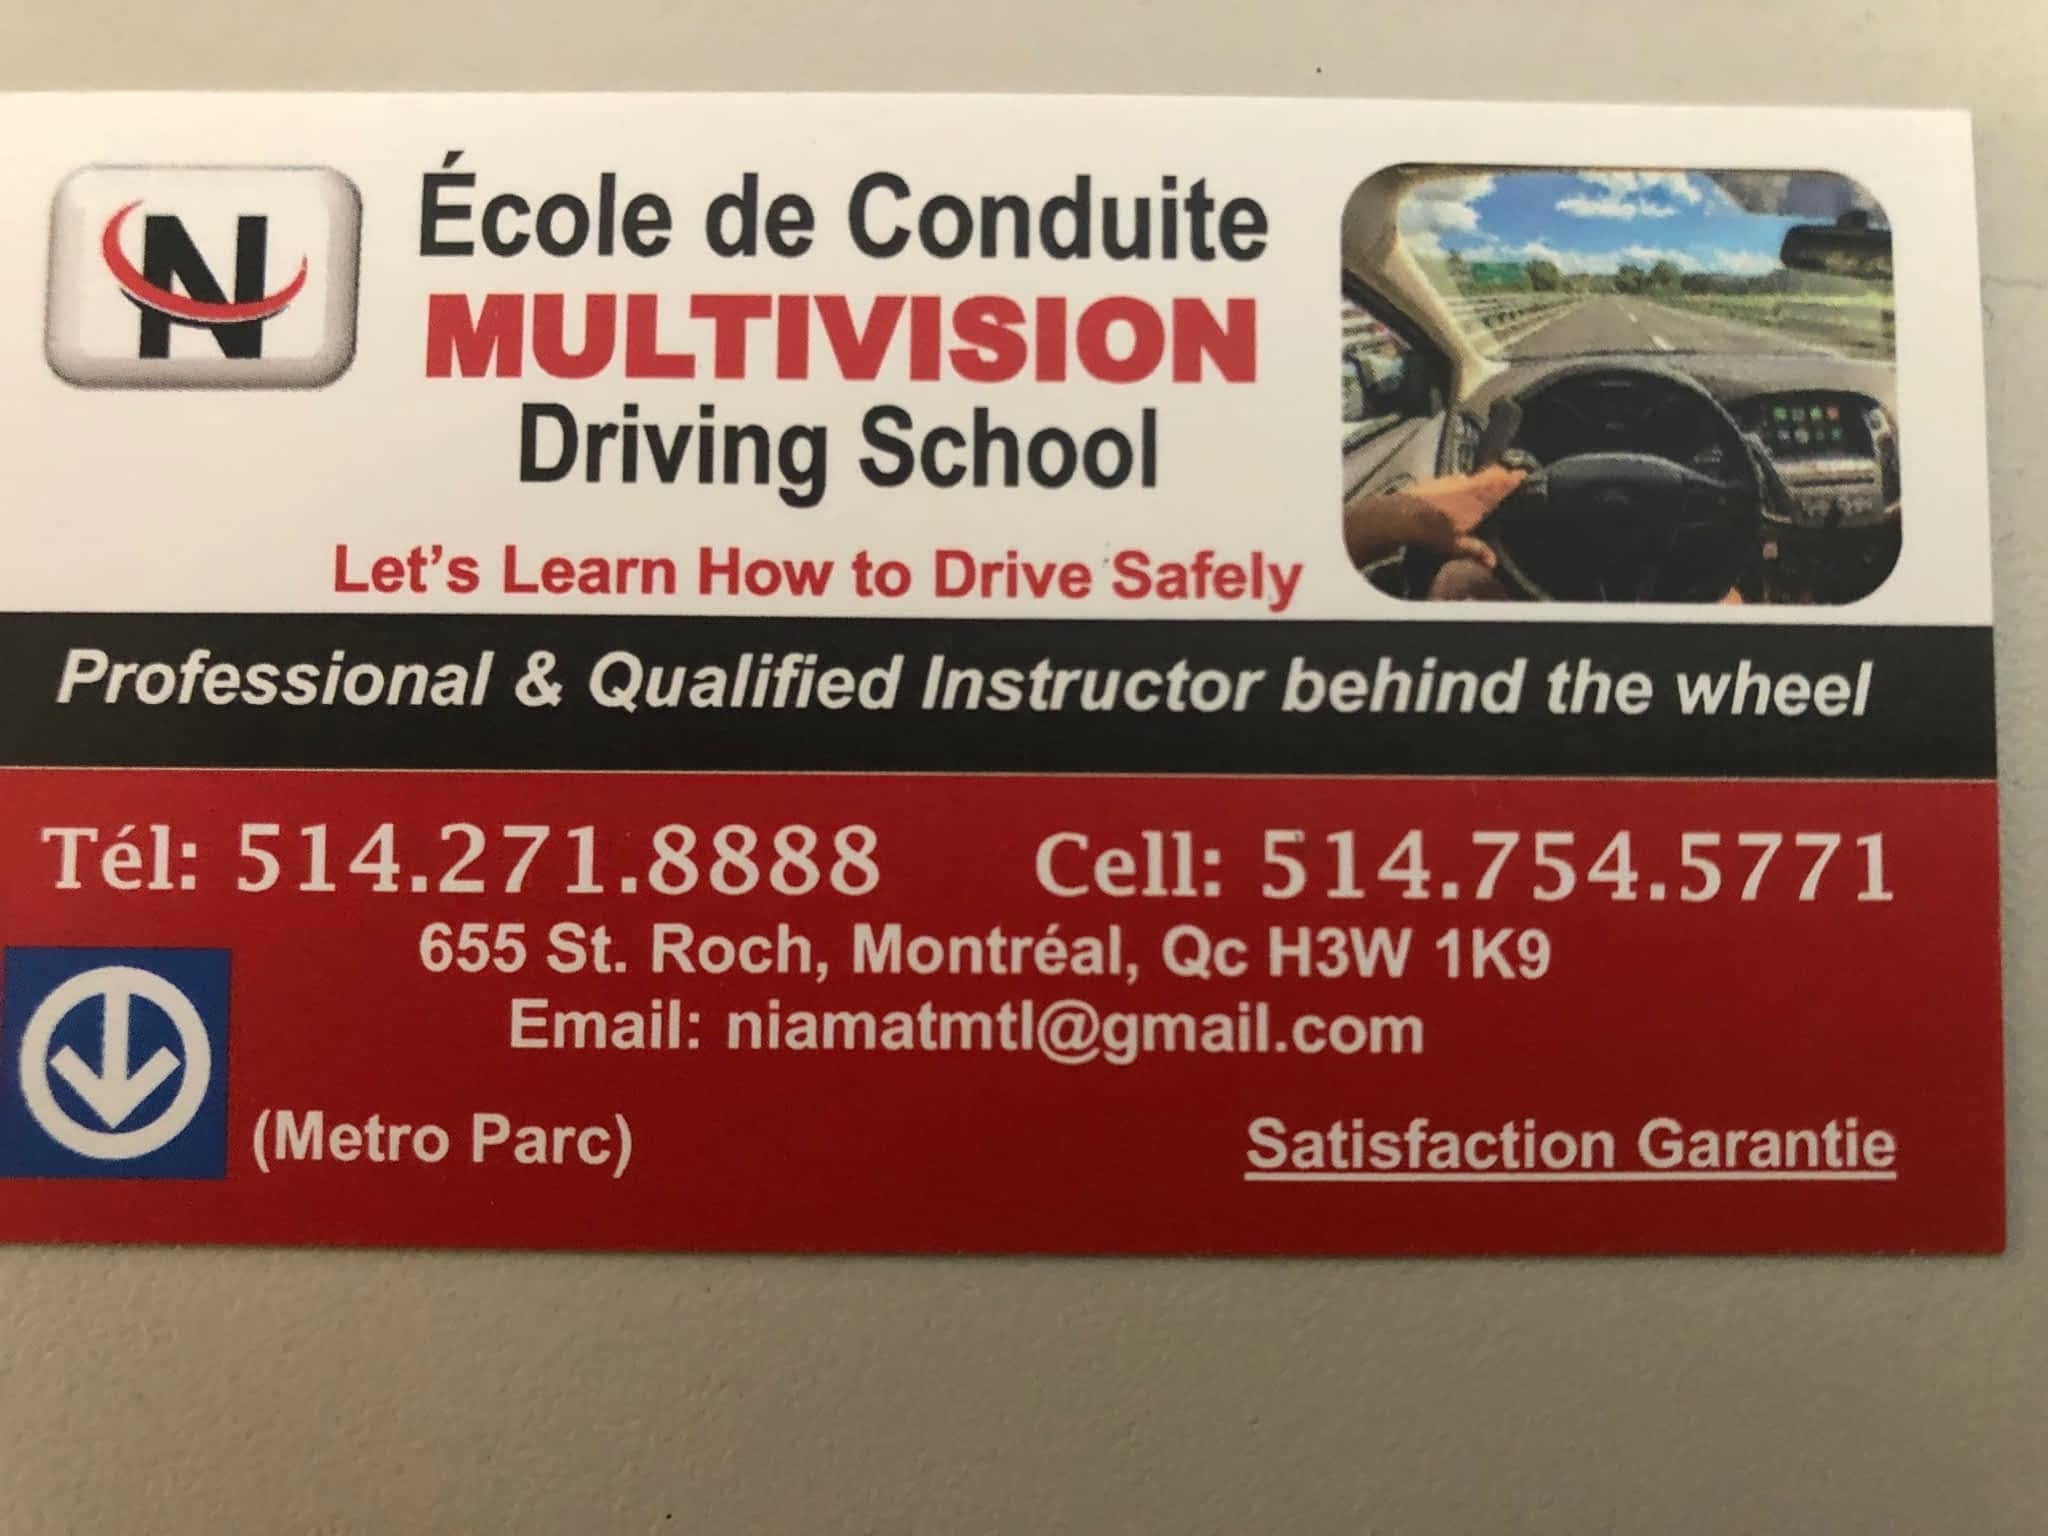 N
École de Conduite
MULTIVISION
Driving School
Let's Learn How to Drive Safely
Professional & Qualified Instructor behind the wheel
Tél: 514.271.8888 Cell: 514.754.5771
655 St. Roch, Montréal, Qc H3W 1K9
Email: niamatmtl@gmail.com
(Metro Parc) Satisfaction Garantie